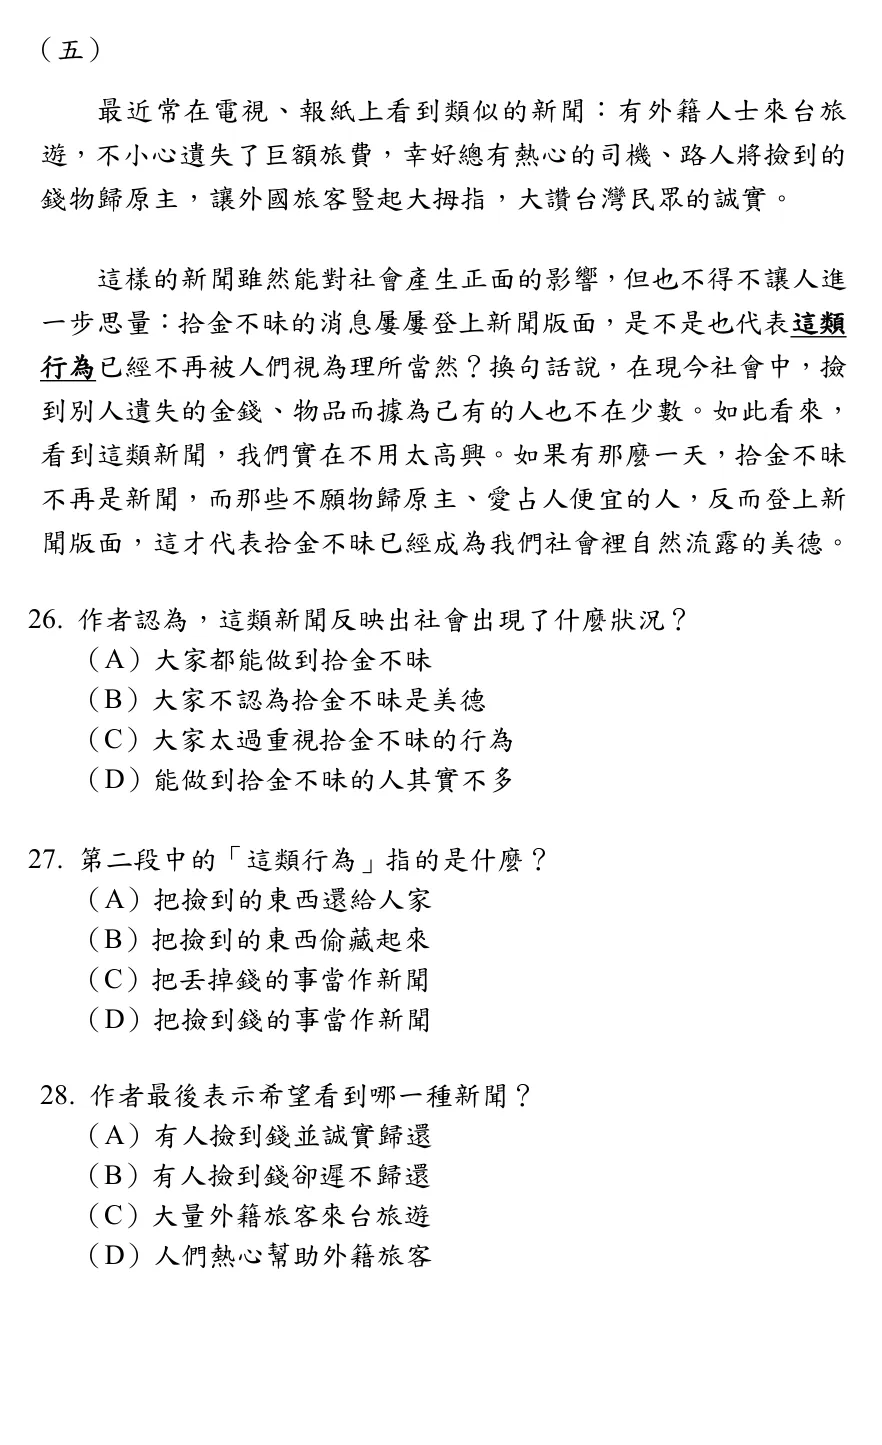 （五）
最近常在電視、報紙上看到類似的新聞：有外籍人士來台旅
遊，不小心遺失了巨額旅費，幸好總有熱心的司機、路人將撿到的
錢物歸原主，讓外國旅客豎起大拇指，大讚台灣民眾的誠實。
這樣的新聞雖然能對社會產生正面的影響，但也不得不讓人進
一步思量：拾金不昧的消息屢屢登上新聞版面，是不是也代表這類
行為已經不再被人們視為理所當然？換句話說，在現今社會中，撿
到別人遺失的金錢、物品而據為己有的人也不在少數。如此看來，
看到這類新聞，我們實在不用太高興。如果有那麼一天，拾金不昧
不再是新聞，而那些不願物歸原主、愛占人便宜的人，反而登上新
聞版面，這才代表拾金不昧已經成為我們社會裡自然流露的美德。
26. 作者認為，這類新聞反映出社會出現了什麼狀況？
（A）大家都能做到拾金不昧
（B）大家不認為拾金不昧是美德
（C）大家太過重視拾金不昧的行為
（D）能做到拾金不昧的人其實不多
27. 第二段中的「這類行為」指的是什麼？
（A）把撿到的東西還給人家
（B）把撿到的東西偷藏起來
（C）把丟掉錢的事當作新聞
（D）把撿到錢的事當作新聞
28. 作者最後表示希望看到哪一種新聞？
（A）有人撿到錢並誠實歸還
（B）有人撿到錢卻遲不歸還
（C）大量外籍旅客來台旅遊
（D）人們熱心幫助外籍旅客